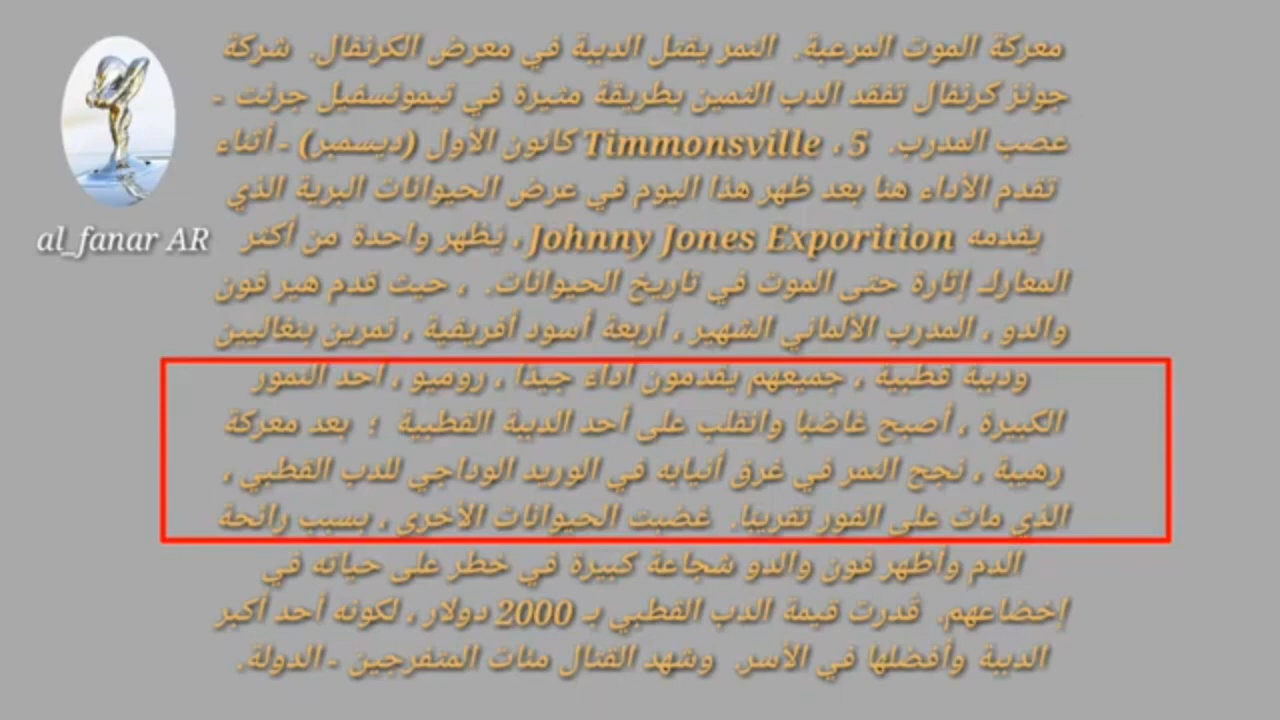 معركة الموت المرعبة. النمر يقتل الدببة في معرض الكرنفال. شركة
جونز كرنفال تفقد الدب الثمين بطريقة مثيرة في تيمونسفيل جرنت -
عصب المدرب. Timmonsville ، 5 كانون الأول (ديسمبر) - أثناء
تقدم الأداء هنا بعد ظهر هذا اليوم في عرض الحيوانات البرية الذي
يقدمه Johnny Jones Exporition ، يُظهر واحدة من أكثر
المعارك إثارة حتى الموت في تاريخ الحيوانات. ، حيث قدم هير فون
والدو ، المدرب الألماني الشهير ، أربعة أسود أفريقية ، نمرين بنغاليين
ودببة قطبية ، جميعهم يقدمون أداءً جيدًا ، روميو ، أحد النمور
الكبيرة ، أصبح غاضبا وانقلب على أحد الدببة القطبية ؛ بعد معركة
رهيبة ، نجح النمر في غرق أنيابه في الوريد الوداجي للدب القطبي ،
الذي مات على الفور تقريبا. غضبت الحيوانات الأخرى ، بسبب رائحة
الدم وأظهر فون والدو شجاعة كبيرة في خطر على حياته في
إخضاعهم. قُدرت قيمة الدب القطبي بـ 2000 دولار ، لكونه أحد أكبر
الدببة وأفضلها في الأسر. وشهد القتال مئات المتفرجين - الدولة.
al_fanar AR